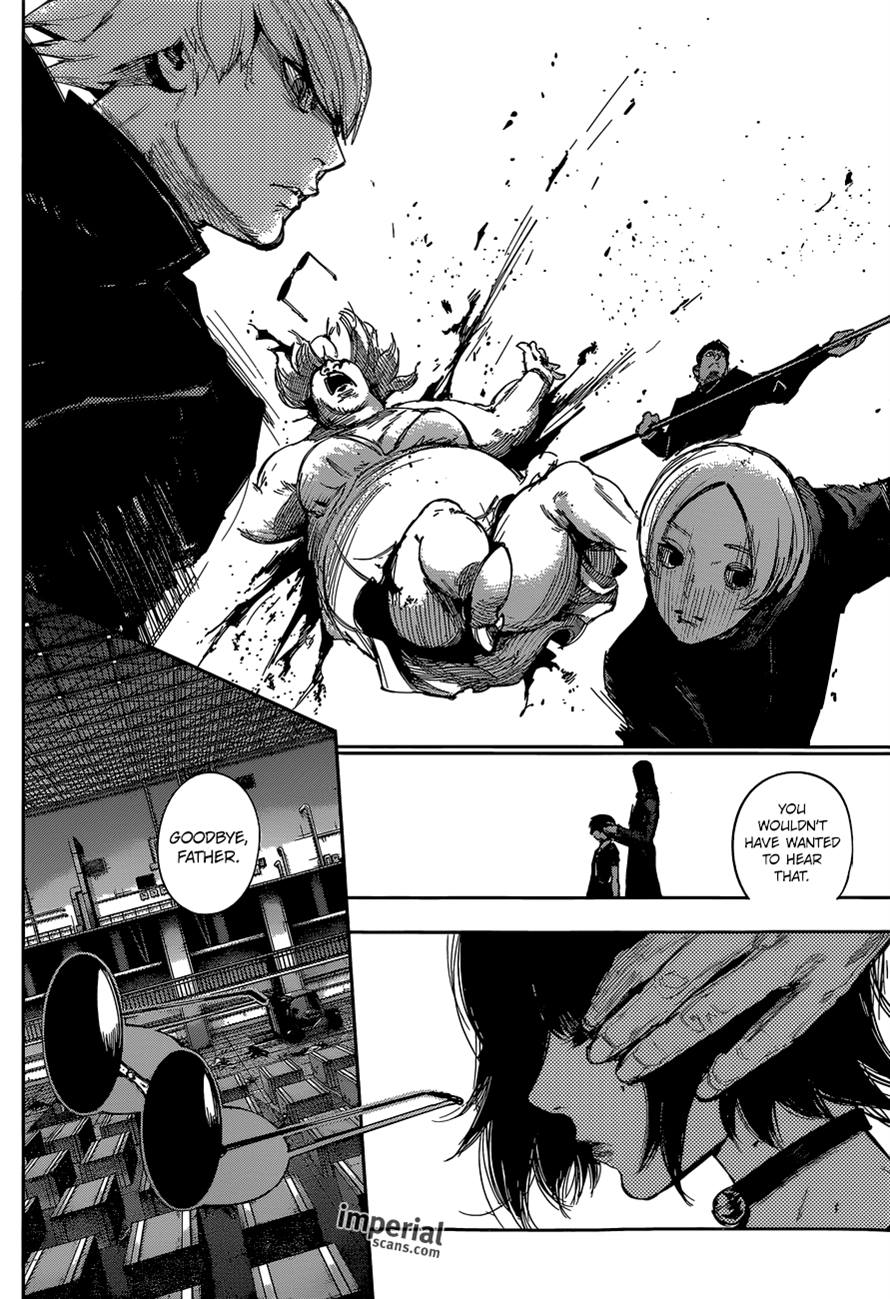 YOU
WOULDN'T
HAVE WANTED
TO HEAR
THAT.
GOODBYE,
FATHER.
imperial
scans.com